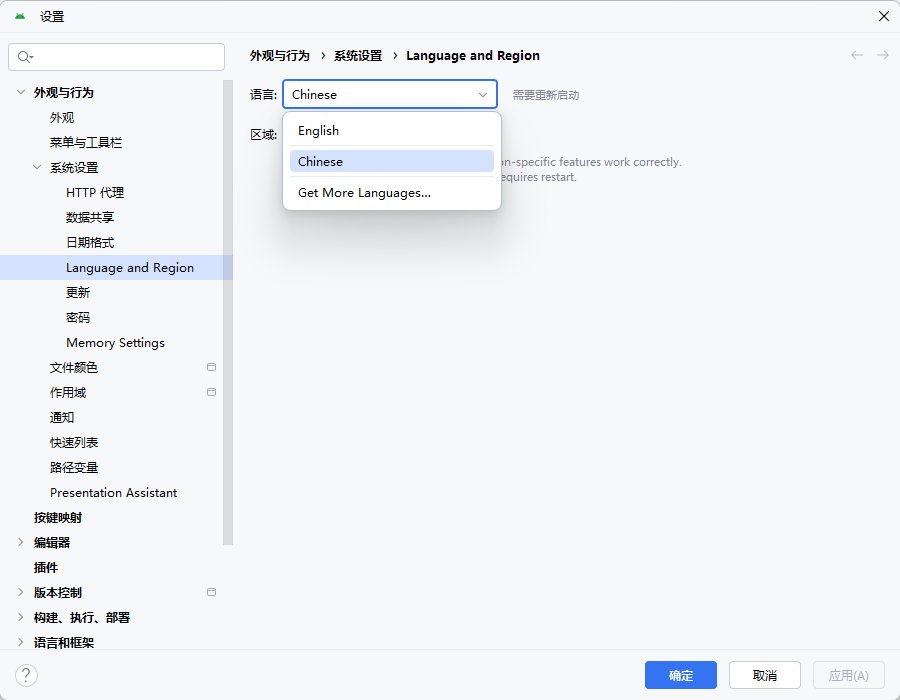 设置
外观与行为 › 系统设置 › Language and Region
外观与行为
外观
菜单与工具栏
系统设置
HTTP 代理
数据共享
日期格式
Language and Region
更新
密码
Memory Settings
文件颜色
作用域
通知
快速列表
路径变量
Presentation Assistant
按键映射
编辑器
插件
版本控制
构建、执行、部署
语言和框架
语言: Chinese 需要重新启动
区域:
English
Chinese
Get More Languages...
-specific features work correctly.
requires restart.
?
确定 取消 应用(A)